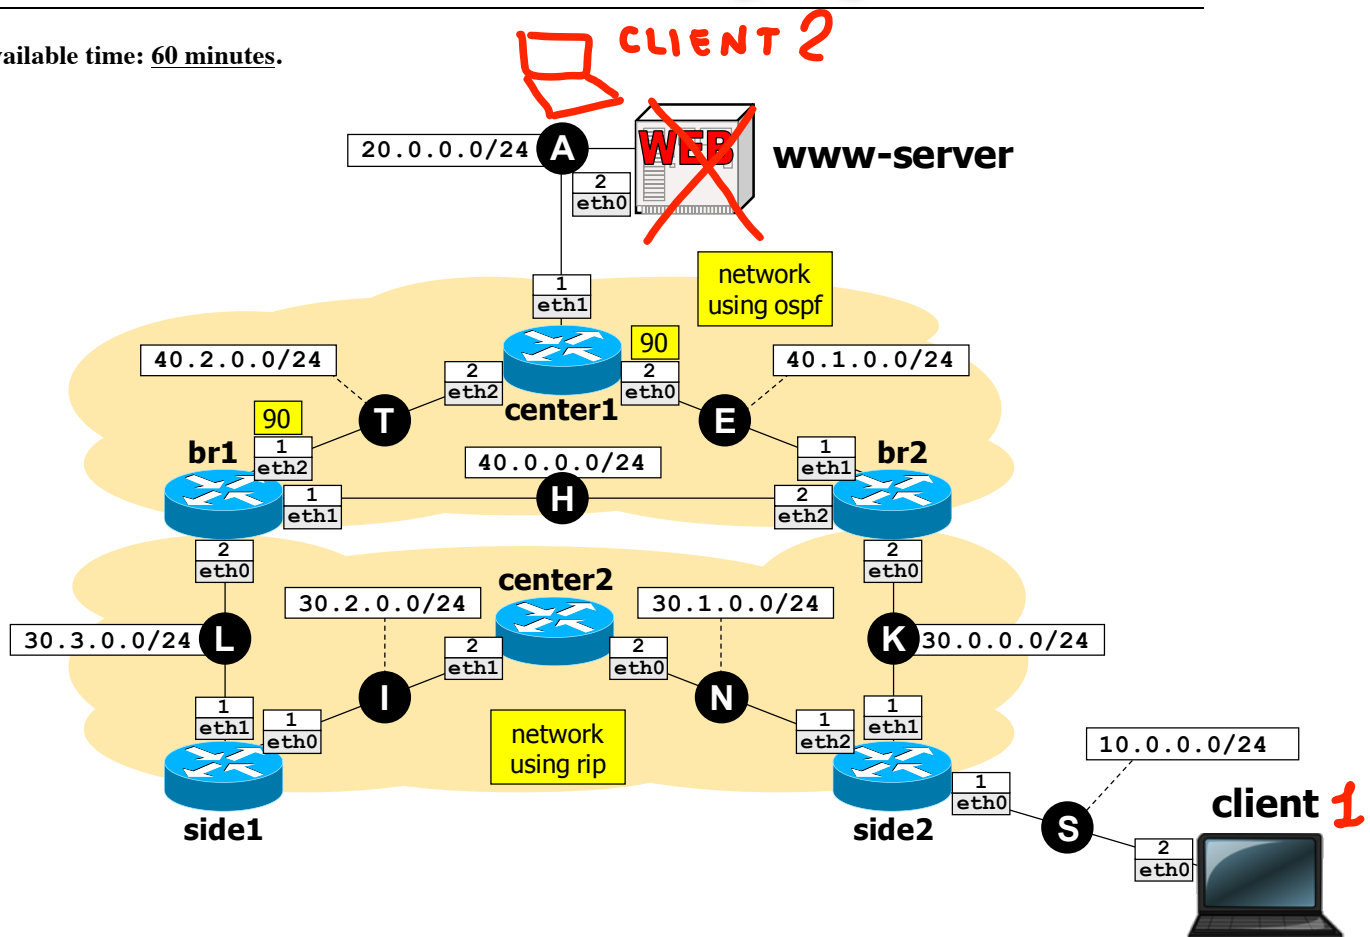 CLIENT 2
vailable time: 60 minutes.
20.0.0.0/24
A
WEB
www-server
2
eth0
network
using ospf
1
eth1
90
40.2.0.0/24
2
eth2
2
eth0
40.1.0.0/24
center1
T
E
90
br1
1
eth2
40.0.0.0/24
1
eth1
br2
1
eth1
H
2
eth2
2
eth0
center2
2
eth0
30.2.0.0/24
30.1.0.0/24
30.3.0.0/24
L
2
eth1
2
eth0
K
30.0.0.0/24
I
N
1
eth1
1
eth0
network
using rip
1
eth2
1
eth1
10.0.0.0/24
side1
side2
1
eth0
S
client 1
2
eth0